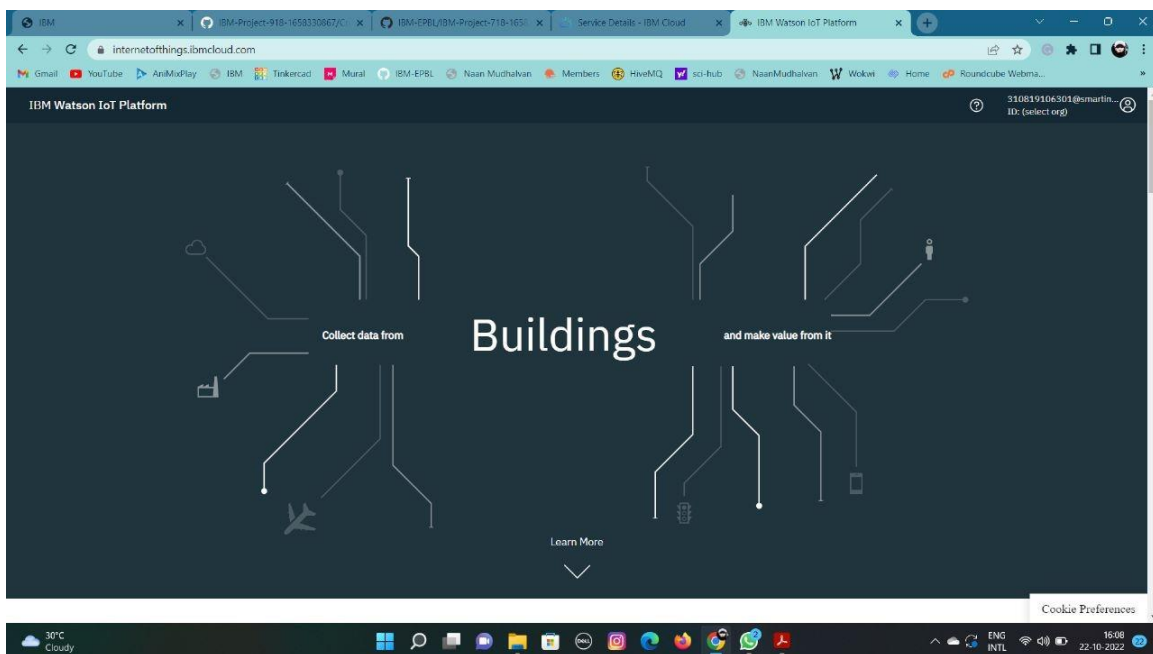 IBM
IBM-Project-918-1658330867/C
IBM-EPBL/IBM-Project-718-1658
Service Details - IBM Cloud
IBM Watson IoT Platform
internetofthings.ibmcloud.com
Gmail YouTube AniMixPlay IBM Tinkercad Mural IBM-EPBL Naan Mudhalvan Members HiveMQ sci-hub NaanMudhalvan Wokwi Home Roundcube Webma... »
IBM Watson IoT Platform
310819106301@smartin...
ID: (select org)
Collect data from
Buildings
and make value from it
Learn More
Cookie Preferences
30°C
Cloudy
ENG
INTL
16:08
22-10-2022
22